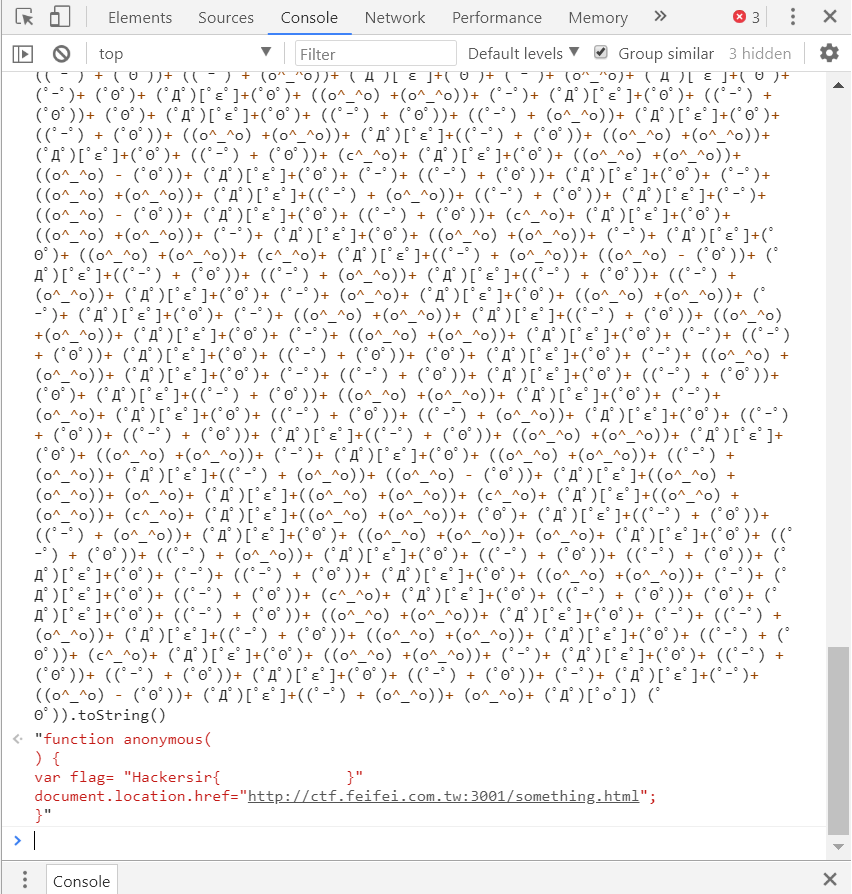 Elements Sources Console Network Performance Memory » 3
top Filter Default levels Group similar 3 hidden
((ﾟｰﾟ) + (ﾟΘﾟ))+ ((ﾟｰﾟ) + (o^_^o))+ (ﾟДﾟ)[ﾟεﾟ]+(ﾟΘﾟ)+ (ﾟｰﾟ)+ (o^_^o)+ (ﾟДﾟ)[ﾟεﾟ]+(ﾟΘﾟ)+
(ﾟｰﾟ)+ (ﾟΘﾟ)+ (ﾟДﾟ)[ﾟεﾟ]+(ﾟΘﾟ)+ ((o^_^o) +(o^_^o))+ (ﾟｰﾟ)+ (ﾟДﾟ)[ﾟεﾟ]+(ﾟΘﾟ)+ ((ﾟｰﾟ) +
(ﾟΘﾟ))+ (ﾟΘﾟ)+ (ﾟДﾟ)[ﾟεﾟ]+(ﾟΘﾟ)+ ((ﾟｰﾟ) + (ﾟΘﾟ))+ ((ﾟｰﾟ) + (o^_^o))+ (ﾟДﾟ)[ﾟεﾟ]+(ﾟΘﾟ)+
((ﾟｰﾟ) + (ﾟΘﾟ))+ ((o^_^o) +(o^_^o))+ (ﾟДﾟ)[ﾟεﾟ]+((ﾟｰﾟ) + (ﾟΘﾟ))+ ((o^_^o) +(o^_^o))+
(ﾟДﾟ)[ﾟεﾟ]+(ﾟΘﾟ)+ ((ﾟｰﾟ) + (ﾟΘﾟ))+ (c^_^o)+ (ﾟДﾟ)[ﾟεﾟ]+(ﾟΘﾟ)+ ((o^_^o) +(o^_^o))+
((o^_^o) - (ﾟΘﾟ))+ (ﾟДﾟ)[ﾟεﾟ]+(ﾟΘﾟ)+ (ﾟｰﾟ)+ ((ﾟｰﾟ) + (ﾟΘﾟ))+ (ﾟДﾟ)[ﾟεﾟ]+(ﾟΘﾟ)+ (ﾟｰﾟ)+
((o^_^o) +(o^_^o))+ (ﾟДﾟ)[ﾟεﾟ]+((ﾟｰﾟ) + (o^_^o))+ ((ﾟｰﾟ) + (ﾟΘﾟ))+ (ﾟДﾟ)[ﾟεﾟ]+(ﾟｰﾟ)+
((o^_^o) - (ﾟΘﾟ))+ (ﾟДﾟ)[ﾟεﾟ]+(ﾟΘﾟ)+ ((ﾟｰﾟ) + (ﾟΘﾟ))+ (c^_^o)+ (ﾟДﾟ)[ﾟεﾟ]+(ﾟΘﾟ)+
((o^_^o) +(o^_^o))+ (ﾟｰﾟ)+ (ﾟДﾟ)[ﾟεﾟ]+(ﾟΘﾟ)+ ((o^_^o) +(o^_^o))+ (ﾟｰﾟ)+ (ﾟДﾟ)[ﾟεﾟ]+(ﾟ
Θﾟ)+ ((o^_^o) +(o^_^o))+ (c^_^o)+ (ﾟДﾟ)[ﾟεﾟ]+((ﾟｰﾟ) + (o^_^o))+ ((o^_^o) - (ﾟΘﾟ))+ (ﾟ
Дﾟ)[ﾟεﾟ]+((ﾟｰﾟ) + (ﾟΘﾟ))+ ((ﾟｰﾟ) + (o^_^o))+ (ﾟДﾟ)[ﾟεﾟ]+((ﾟｰﾟ) + (ﾟΘﾟ))+ ((ﾟｰﾟ) +
(o^_^o))+ (ﾟДﾟ)[ﾟεﾟ]+(ﾟΘﾟ)+ (ﾟｰﾟ)+ (o^_^o)+ (ﾟДﾟ)[ﾟεﾟ]+(ﾟΘﾟ)+ ((o^_^o) +(o^_^o))+ (ﾟ
ｰﾟ)+ (ﾟДﾟ)[ﾟεﾟ]+(ﾟΘﾟ)+ (ﾟｰﾟ)+ ((o^_^o) +(o^_^o))+ (ﾟДﾟ)[ﾟεﾟ]+((ﾟｰﾟ) + (ﾟΘﾟ))+ ((o^_^o)
+(o^_^o))+ (ﾟДﾟ)[ﾟεﾟ]+(ﾟΘﾟ)+ (ﾟｰﾟ)+ ((o^_^o) +(o^_^o))+ (ﾟДﾟ)[ﾟεﾟ]+(ﾟΘﾟ)+ (ﾟｰﾟ)+ ((ﾟｰﾟ)
+ (ﾟΘﾟ))+ (ﾟДﾟ)[ﾟεﾟ]+(ﾟΘﾟ)+ ((ﾟｰﾟ) + (ﾟΘﾟ))+ (ﾟΘﾟ)+ (ﾟДﾟ)[ﾟεﾟ]+(ﾟΘﾟ)+ (ﾟｰﾟ)+ ((o^_^o) +
(o^_^o))+ (ﾟДﾟ)[ﾟεﾟ]+(ﾟΘﾟ)+ (ﾟｰﾟ)+ ((ﾟｰﾟ) + (ﾟΘﾟ))+ (ﾟДﾟ)[ﾟεﾟ]+(ﾟΘﾟ)+ ((ﾟｰﾟ) + (ﾟΘﾟ))+
(ﾟΘﾟ)+ (ﾟДﾟ)[ﾟεﾟ]+((ﾟｰﾟ) + (ﾟΘﾟ))+ ((o^_^o) +(o^_^o))+ (ﾟДﾟ)[ﾟεﾟ]+(ﾟΘﾟ)+ (ﾟｰﾟ)+
(o^_^o)+ (ﾟДﾟ)[ﾟεﾟ]+(ﾟΘﾟ)+ ((ﾟｰﾟ) + (ﾟΘﾟ))+ ((ﾟｰﾟ) + (o^_^o))+ (ﾟДﾟ)[ﾟεﾟ]+(ﾟΘﾟ)+ ((ﾟｰﾟ)
+ (ﾟΘﾟ))+ ((ﾟｰﾟ) + (ﾟΘﾟ))+ (ﾟДﾟ)[ﾟεﾟ]+((ﾟｰﾟ) + (ﾟΘﾟ))+ ((o^_^o) +(o^_^o))+ (ﾟДﾟ)[ﾟεﾟ]+
(ﾟΘﾟ)+ ((o^_^o) +(o^_^o))+ (ﾟｰﾟ)+ (ﾟДﾟ)[ﾟεﾟ]+(ﾟΘﾟ)+ ((o^_^o) +(o^_^o))+ ((ﾟｰﾟ) +
(o^_^o))+ (ﾟДﾟ)[ﾟεﾟ]+((ﾟｰﾟ) + (o^_^o))+ ((o^_^o) - (ﾟΘﾟ))+ (ﾟДﾟ)[ﾟεﾟ]+((o^_^o) +
(o^_^o))+ (o^_^o)+ (ﾟДﾟ)[ﾟεﾟ]+((o^_^o) +(o^_^o))+ (c^_^o)+ (ﾟДﾟ)[ﾟεﾟ]+((o^_^o) +
(o^_^o))+ (c^_^o)+ (ﾟДﾟ)[ﾟεﾟ]+((o^_^o) +(o^_^o))+ (ﾟΘﾟ)+ (ﾟДﾟ)[ﾟεﾟ]+((ﾟｰﾟ) + (ﾟΘﾟ))+
((ﾟｰﾟ) + (o^_^o))+ (ﾟДﾟ)[ﾟεﾟ]+(ﾟΘﾟ)+ ((o^_^o) +(o^_^o))+ (o^_^o)+ (ﾟДﾟ)[ﾟεﾟ]+(ﾟΘﾟ)+ ((ﾟ
ｰﾟ) + (ﾟΘﾟ))+ ((ﾟｰﾟ) + (o^_^o))+ (ﾟДﾟ)[ﾟεﾟ]+(ﾟΘﾟ)+ ((ﾟｰﾟ) + (ﾟΘﾟ))+ ((ﾟｰﾟ) + (ﾟΘﾟ))+ (ﾟ
Дﾟ)[ﾟεﾟ]+(ﾟΘﾟ)+ (ﾟｰﾟ)+ ((ﾟｰﾟ) + (ﾟΘﾟ))+ (ﾟДﾟ)[ﾟεﾟ]+(ﾟΘﾟ)+ ((o^_^o) +(o^_^o))+ (ﾟｰﾟ)+ (ﾟ
Дﾟ)[ﾟεﾟ]+(ﾟΘﾟ)+ ((ﾟｰﾟ) + (ﾟΘﾟ))+ (c^_^o)+ (ﾟДﾟ)[ﾟεﾟ]+(ﾟΘﾟ)+ ((ﾟｰﾟ) + (ﾟΘﾟ))+ (ﾟΘﾟ)+ (ﾟ
Дﾟ)[ﾟεﾟ]+(ﾟΘﾟ)+ ((ﾟｰﾟ) + (ﾟΘﾟ))+ ((o^_^o) +(o^_^o))+ (ﾟДﾟ)[ﾟεﾟ]+(ﾟΘﾟ)+ (ﾟｰﾟ)+ ((ﾟｰﾟ) +
(o^_^o))+ (ﾟДﾟ)[ﾟεﾟ]+((ﾟｰﾟ) + (ﾟΘﾟ))+ ((o^_^o) +(o^_^o))+ (ﾟДﾟ)[ﾟεﾟ]+(ﾟΘﾟ)+ ((ﾟｰﾟ) + (ﾟ
Θﾟ))+ (c^_^o)+ (ﾟДﾟ)[ﾟεﾟ]+(ﾟΘﾟ)+ ((o^_^o) +(o^_^o))+ (ﾟｰﾟ)+ (ﾟДﾟ)[ﾟεﾟ]+(ﾟΘﾟ)+ ((ﾟｰﾟ) +
(ﾟΘﾟ))+ ((ﾟｰﾟ) + (ﾟΘﾟ))+ (ﾟДﾟ)[ﾟεﾟ]+(ﾟΘﾟ)+ ((ﾟｰﾟ) + (ﾟΘﾟ))+ (ﾟｰﾟ)+ (ﾟДﾟ)[ﾟεﾟ]+(ﾟｰﾟ)+
((o^_^o) - (ﾟΘﾟ))+ (ﾟДﾟ)[ﾟεﾟ]+((ﾟｰﾟ) + (o^_^o))+ (o^_^o)+ (ﾟДﾟ)[ﾟoﾟ]) (ﾟ
Θﾟ)).toString()
"function anonymous(
) {
var flag= "Hackersir{ }"
document.location.href="http://ctf.feifei.com.tw:3001/something.html";
}"
>
Console